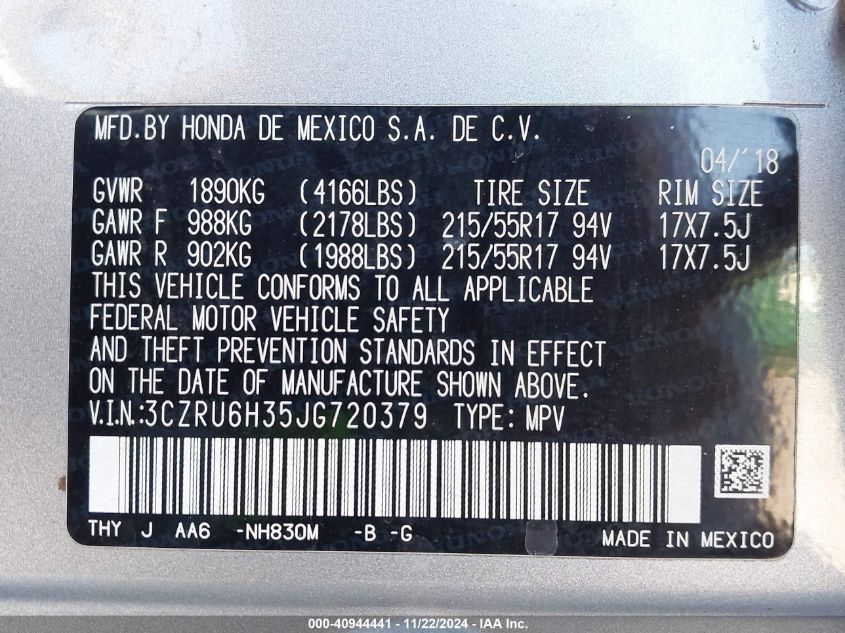 MFD.BY HONDA DE MEXICO S.A. DE C.V.
04/'18
GVWR 1890KG (4166LBS) TIRE SIZE RIM SIZE
GAWR F 988KG (2178LBS) 215/55R17 94V 17X7.5J
GAWR R 902KG (1988LBS) 215/55R17 94V 17X7.5J
THIS VEHICLE CONFORMS TO ALL APPLICABLE
FEDERAL MOTOR VEHICLE SAFETY
AND THEFT PREVENTION STANDARDS IN EFFECT
ON THE DATE OF MANUFACTURE SHOWN ABOVE.
V.I.N.:3CZRU6H35JG720379 TYPE: MPV
THY J AA6 -NH830M -B -G MADE IN MEXICO
000-40944441 - 11/22/2024 - IAA Inc.